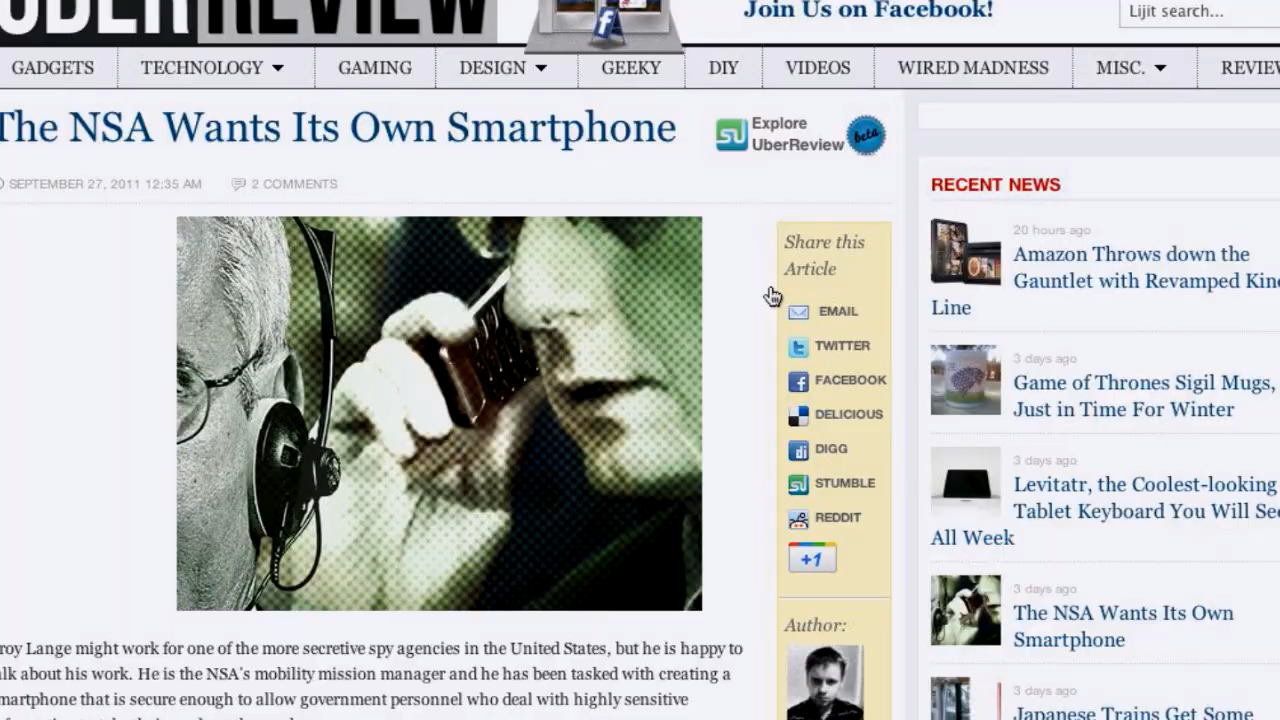 REVIEW
Join Us on Facebook!
Lijit search...
GADGETS
TECHNOLOGY
GAMING
DESIGN
GEEKY
DIY
VIDEOS
WIRED MADNESS
MISC.
REVIEW
The NSA Wants Its Own Smartphone
Explore
UberReview
beta
SEPTEMBER 27, 2011 12:35 AM
2 COMMENTS
Share this
Article
EMAIL
TWITTER
FACEBOOK
DELICIOUS
DIGG
STUMBLE
REDDIT
+1
Author:
roy Lange might work for one of the more secretive spy agencies in the United States, but he is happy to
lk about his work. He is the NSA's mobility mission manager and he has been tasked with creating a
martphone that is secure enough to allow government personnel who deal with highly sensitive
RECENT NEWS
20 hours ago
Amazon Throws down the
Gauntlet with Revamped Kin
Line
3 days ago
Game of Thrones Sigil Mugs,
Just in Time For Winter
3 days ago
Levitatr, the Coolest-looking
Tablet Keyboard You Will See
All Week
3 days ago
The NSA Wants Its Own
Smartphone
3 days ago
Japanese Trains Get Some